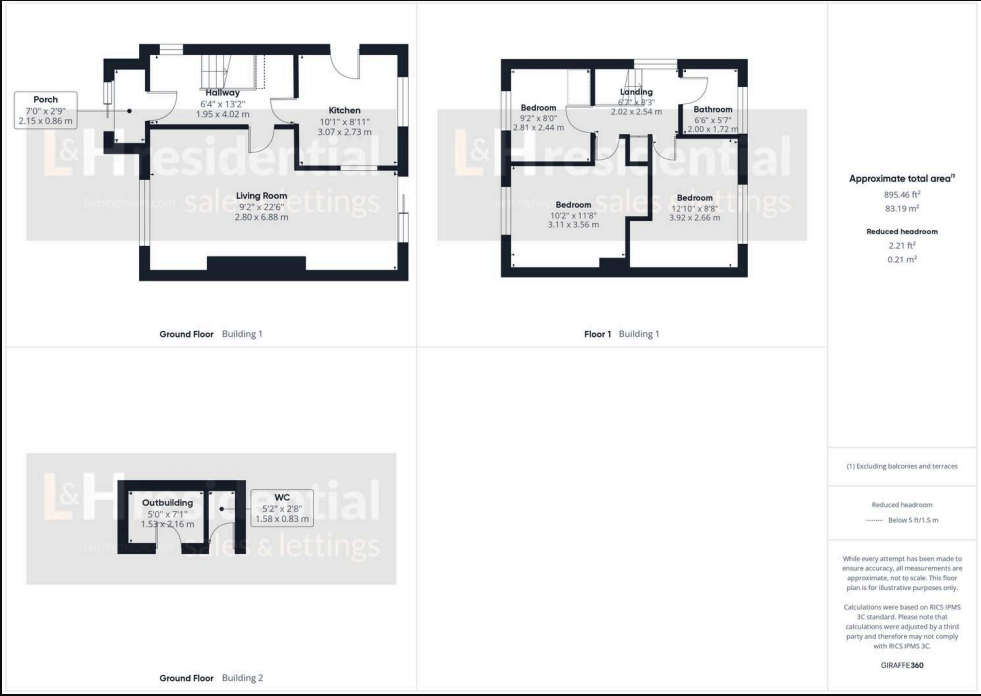 Porch
7'0" x 2'9"
2.15 x 0.86 m
Hallway
6'4" x 13'2"
1.95 x 4.02 m
Kitchen
10'1" x 8'11"
3.07 x 2.73 m
Living Room
9'2" x 22'6"
2.80 x 6.88 m
L&H residential
sales & lettings
Ground Floor Building 1
Bedroom
9'2" x 8'0"
2.81 x 2.44 m
Landing
6'7" x 8'3"
2.02 x 2.54 m
Bathroom
6'6" x 5'7"
2.00 x 1.72 m
Bedroom
10'2" x 11'8"
3.11 x 3.56 m
Bedroom
12'10" x 8'8"
3.92 x 2.66 m
L&H residential
sales & lettings
Floor 1 Building 1
Outbuilding
5'0" x 7'1"
1.53 x 2.16 m
WC
5'2" x 2'8"
1.58 x 0.83 m
L&H residential
sales & lettings
Ground Floor Building 2
Approximate total area(1)
895.46 ft²
83.19 m²
Reduced headroom
2.21 ft²
0.21 m²
(1) Excluding balconies and terraces
Reduced headroom
Below 5 ft/1.5 m
While every attempt has been made to
ensure accuracy, all measurements are
approximate, not to scale. This floor
plan is for illustrative purposes only.
Calculations were based on RICS IPMS
3C standard. Please note that
calculations were adjusted by a third
party and therefore may not comply
with RICS IPMS 3C.
GIRAFFE360